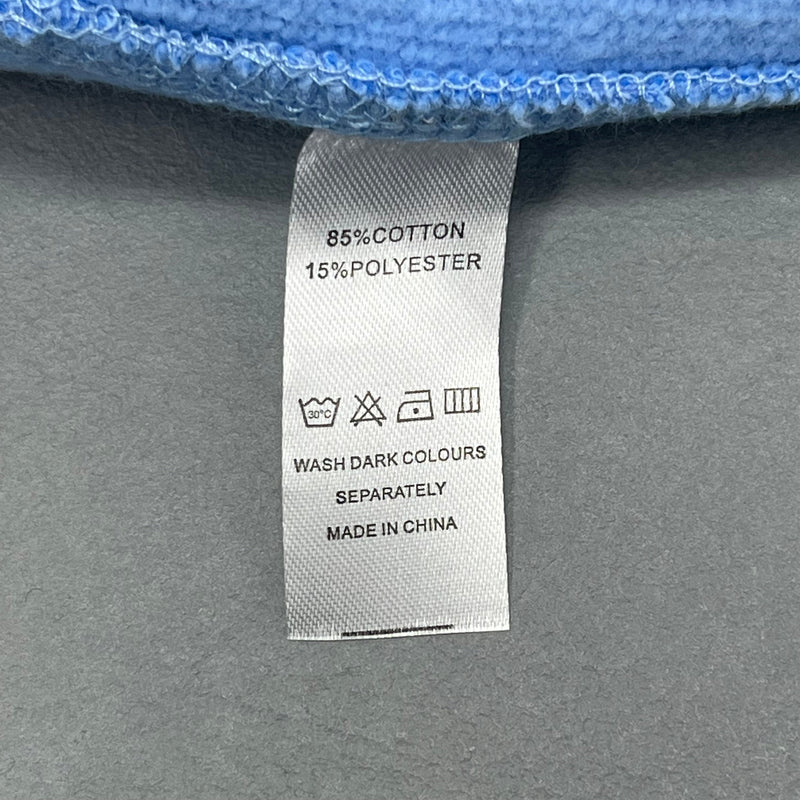 85%COTTON
15%POLYESTER
30°C
WASH DARK COLOURS
SEPARATELY
MADE IN CHINA